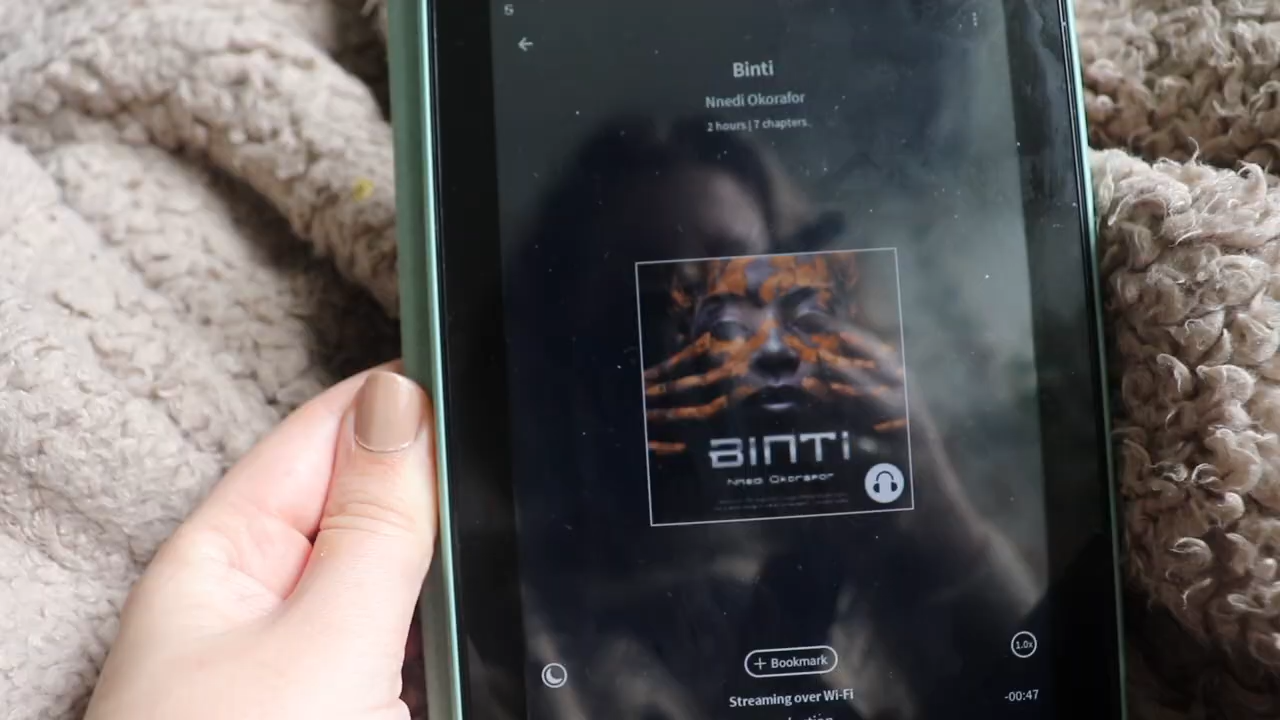 Binti
Nnedi Okorafor
2 hours | 7 chapters
BINTI
Nnedi Okorafor
+ Bookmark
1.0x
Streaming over Wi-Fi
-00:47